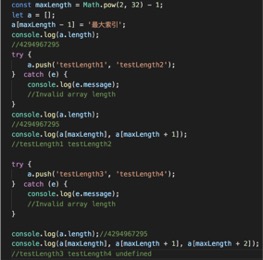 const maxLength = Math.pow(2, 32) - 1;
let a = [];
a[maxLength - 1] = '最大索引';
console.log(a.length);
//4294967295
try {
    a.push('testLength1', 'testLength2');
}  catch (e) {
    console.log(e.message);
    //Invalid array length
}
console.log(a.length);
//4294967295
console.log(a[maxLength], a[maxLength + 1]);
//testLength1 testLength2
try {
    a.push('testLength3', 'testLength4');
}  catch (e) {
    console.log(e.message);
    //Invalid array length
}
console.log(a.length);//4294967295
console.log(a[maxLength], a[maxLength + 1], a[maxLength + 2]);
//testLength3 testLength4 undefined